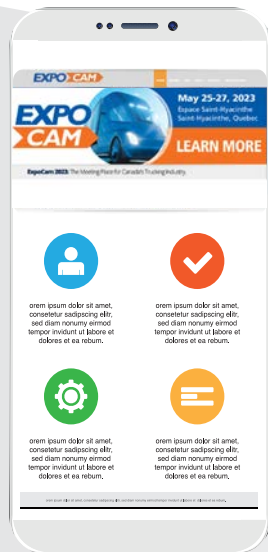 EXPO CAM
EXPO
CAM
May 25-27, 2023
Espace Saint-Hyacinthe
Saint-Hyacinthe, Quebec
LEARN MORE
ExpoCam 2023: The Meeting Place for Canada's Trucking Industry.
orem ipsum dolor sit amet,
consetetur sadipscing elitr,
sed diam nonumy eirmod
tempor invidunt ut labore et
dolores et ea rebum.
orem ipsum dolor sit amet,
consetetur sadipscing elitr,
sed diam nonumy eirmod
tempor invidunt ut labore et
dolores et ea rebum.
orem ipsum dolor sit amet,
consetetur sadipscing elitr,
sed diam nonumy eirmod
tempor invidunt ut labore et
dolores et ea rebum.
orem ipsum dolor sit amet,
consetetur sadipscing elitr,
sed diam nonumy eirmod
tempor invidunt ut labore et
dolores et ea rebum.